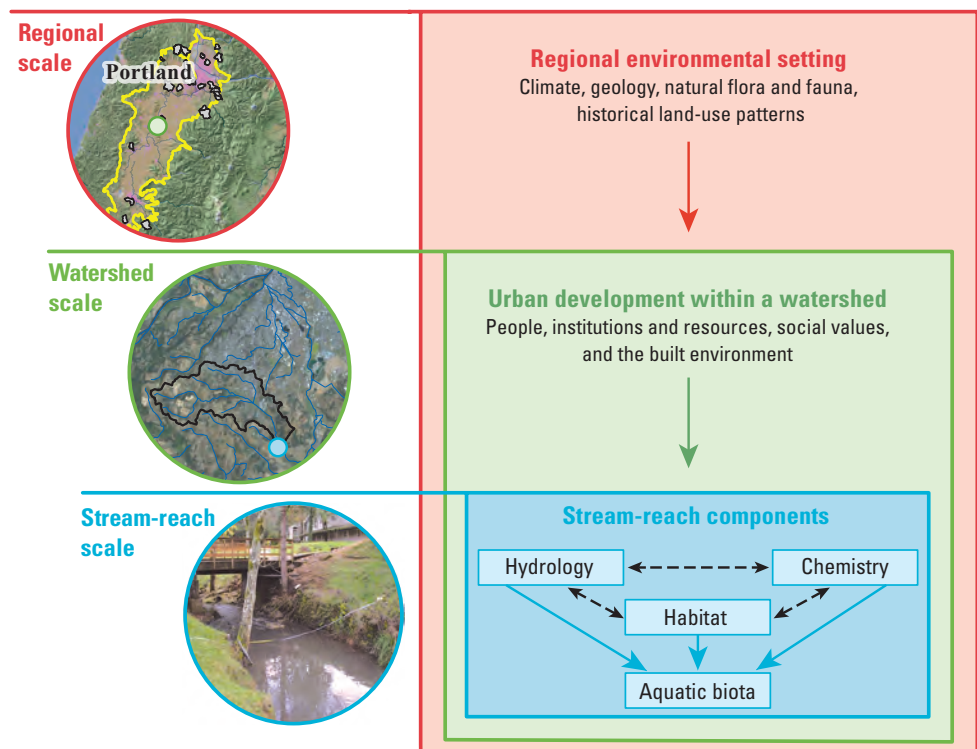 Regional
scale
Portland
Regional environmental setting
Climate, geology, natural flora and fauna,
historical land-use patterns
Watershed
scale
Urban development within a watershed
People, institutions and resources, social values,
and the built environment
Stream-reach
scale
Stream-reach components
Hydrology
Chemistry
Habitat
Aquatic biota